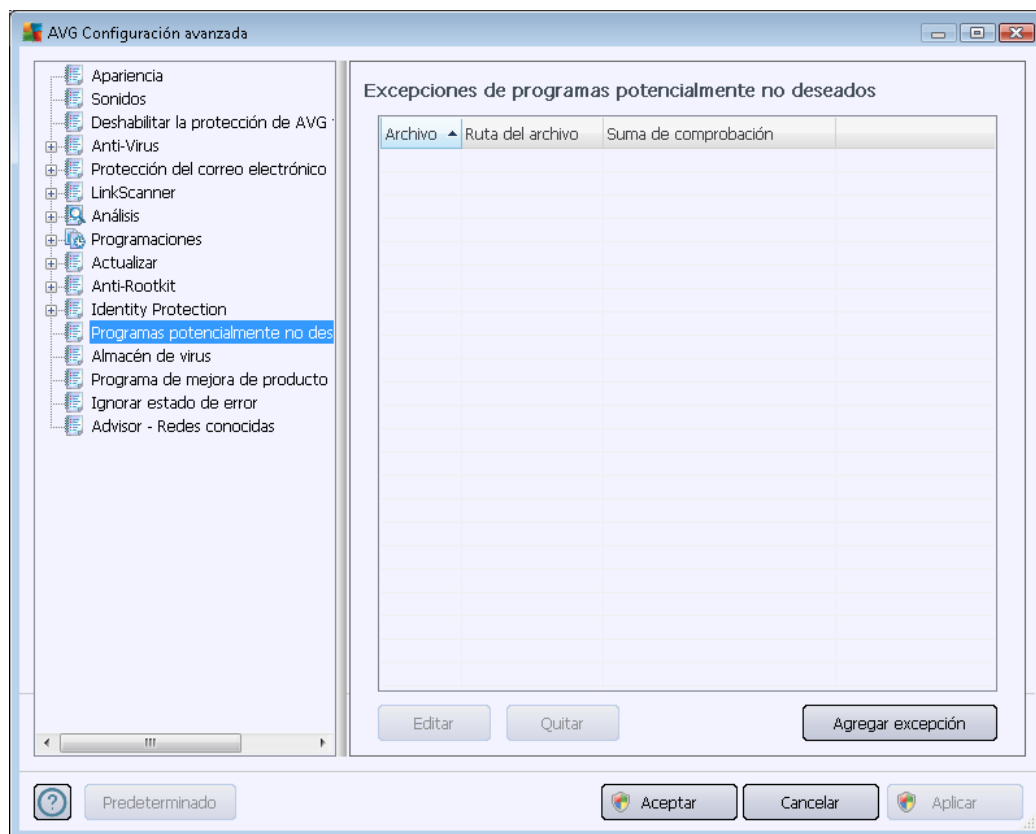 AVG Configuración avanzada
Apariencia
Sonidos
Deshabilitar la protección de AVG
Anti-Virus
Protección del correo electrónico
LinkScanner
Análisis
Programaciones
Actualizar
Anti-Rootkit
Identity Protection
Programas potencialmente no des
Almacén de virus
Programa de mejora de producto
Ignorar estado de error
Advisor - Redes conocidas
Excepciones de programas potencialmente no deseados
Archivo Ruta del archivo Suma de comprobación
Editar Quitar Agregar excepción
Predeterminado Aceptar Cancelar Aplicar